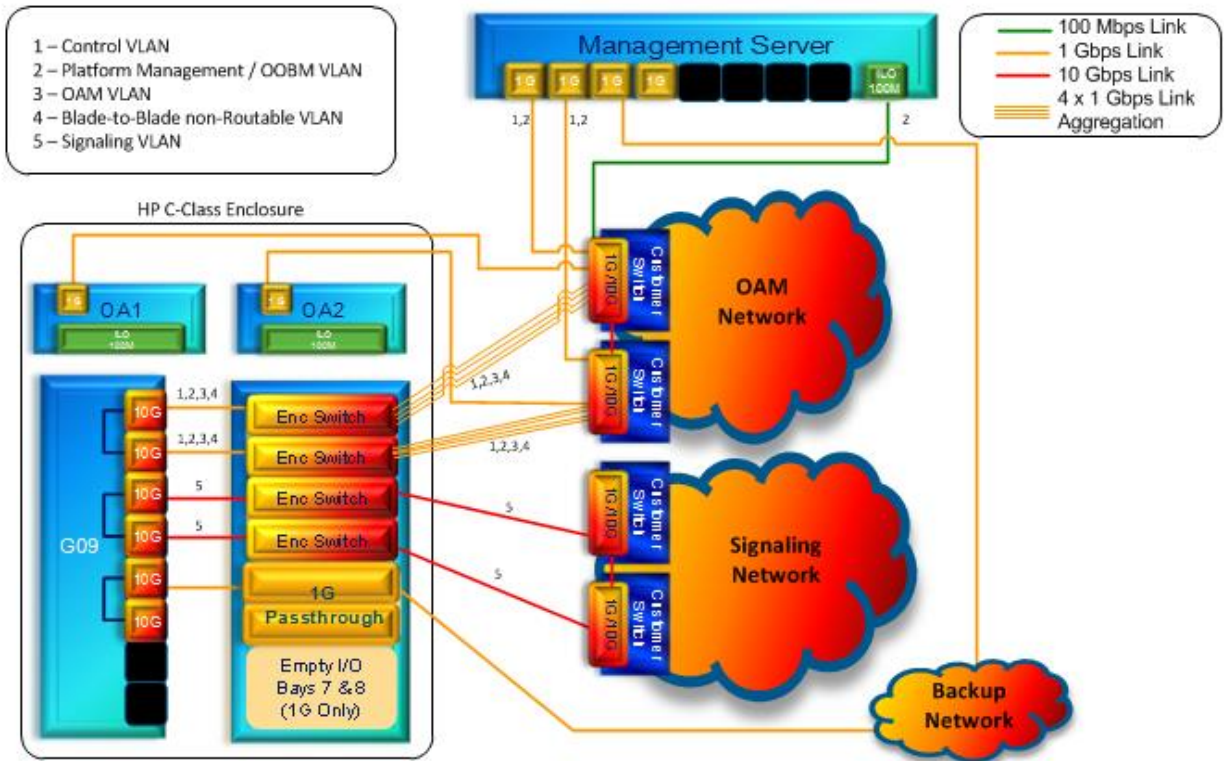 1 – Control VLAN
2 – Platform Management / OOBM VLAN
3 – OAM VLAN
4 – Blade-to-Blade non-Routable VLAN
5 – Signaling VLAN
Management Server
1G
1G
1G
1G
ILO
100M
1,2
1,2
2
100 Mbps Link
1 Gbps Link
10 Gbps Link
4 x 1 Gbps Link
Aggregation
HP C-Class Enclosure
1G
OA1
ILO
100M
1G
OA2
ILO
100M
1G/10G
Customer
Switch
1G/10G
Customer
Switch
OAM
Network
G09
10G
10G
10G
10G
10G
10G
1,2,3,4
1,2,3,4
5
5
Enc Switch
Enc Switch
Enc Switch
Enc Switch
1G
Passthrough
Empty I/O
Bays 7 & 8
(1G Only)
1,2,3,4
1,2,3,4
5
5
1G/10G
Customer
Switch
1G/10G
Customer
Switch
Signaling
Network
Backup
Network